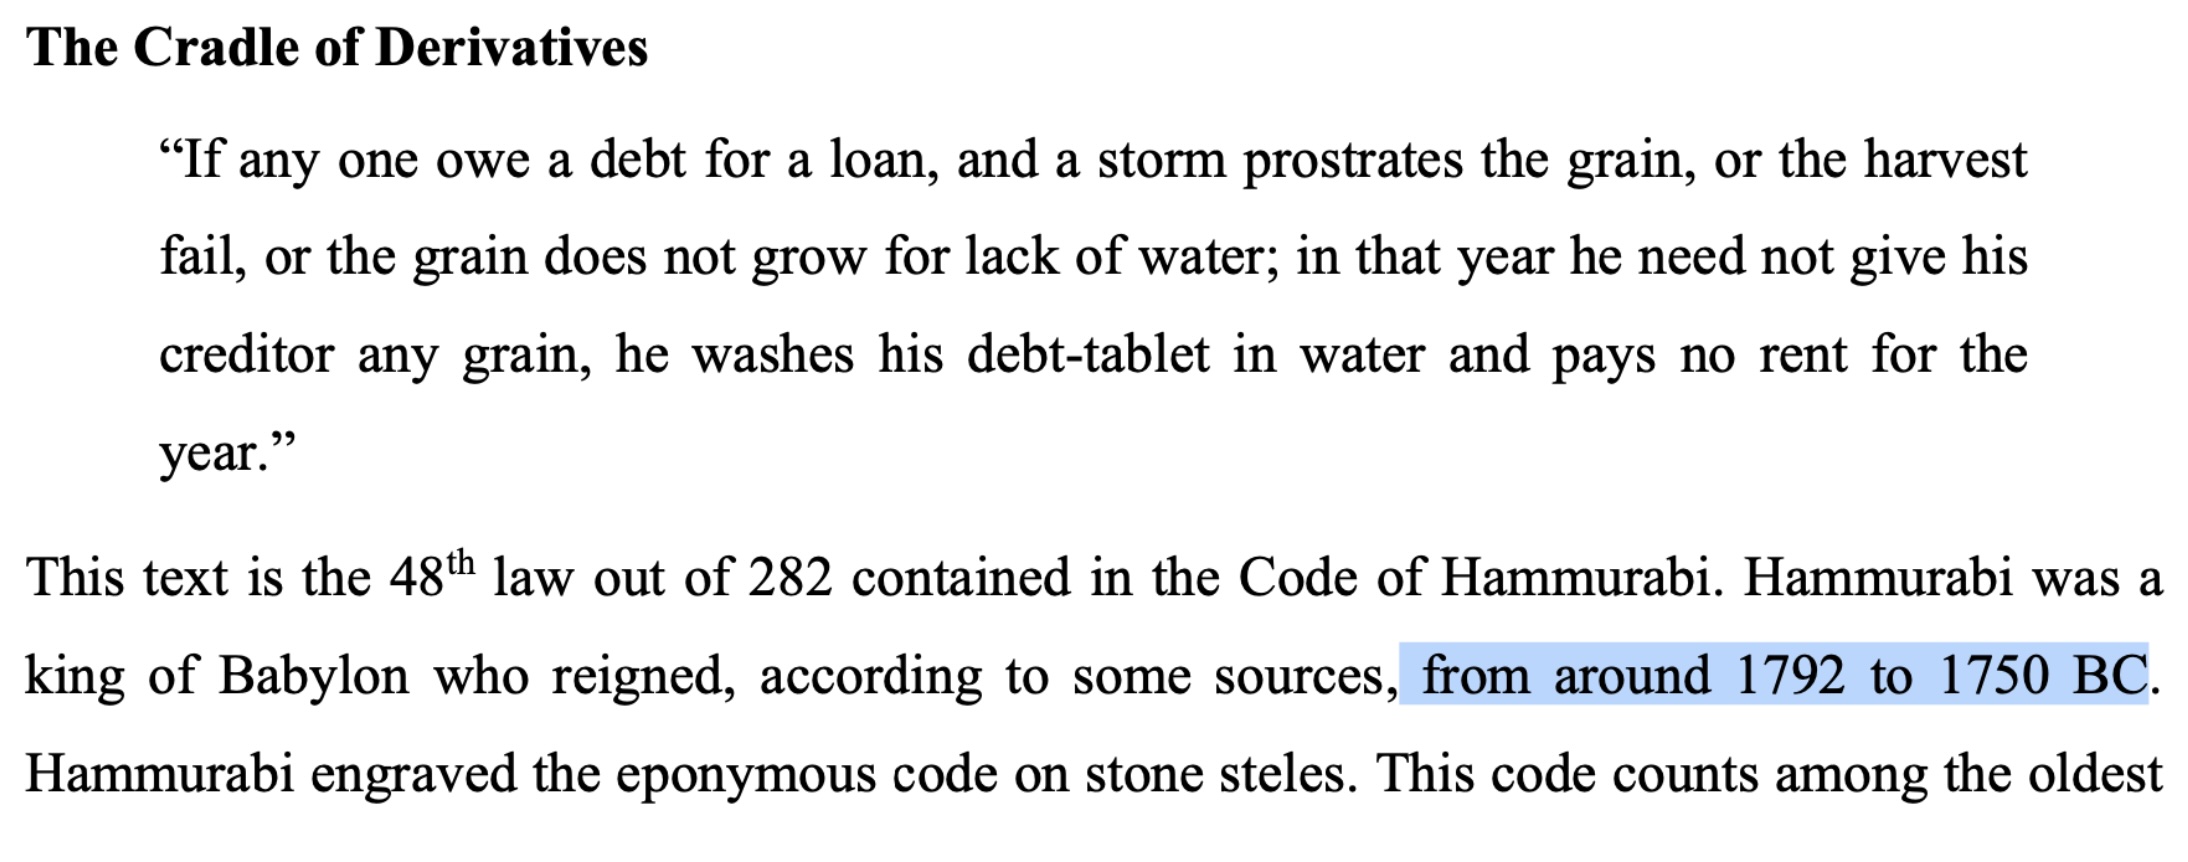 The Cradle of Derivatives
“If any one owe a debt for a loan, and a storm prostrates the grain, or the harvest
fail, or the grain does not grow for lack of water; in that year he need not give his
creditor any grain, he washes his debt-tablet in water and pays no rent for the
year.”
This text is the 48th law out of 282 contained in the Code of Hammurabi. Hammurabi was a
king of Babylon who reigned, according to some sources, from around 1792 to 1750 BC.
Hammurabi engraved the eponymous code on stone steles. This code counts among the oldest